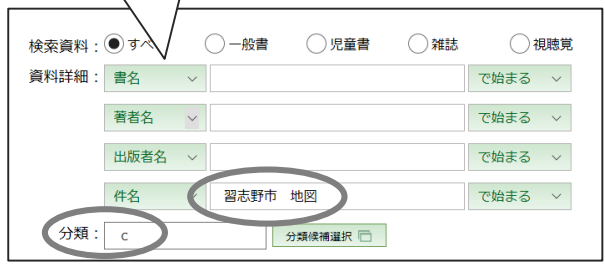 検索資料： すべ 一般書 児童書 雑誌 視聴覚
資料詳細： 書名 で始まる
著者名 で始まる
出版者名 で始まる
件名 習志野市 地図 で始まる
分類： c 分類候補選択